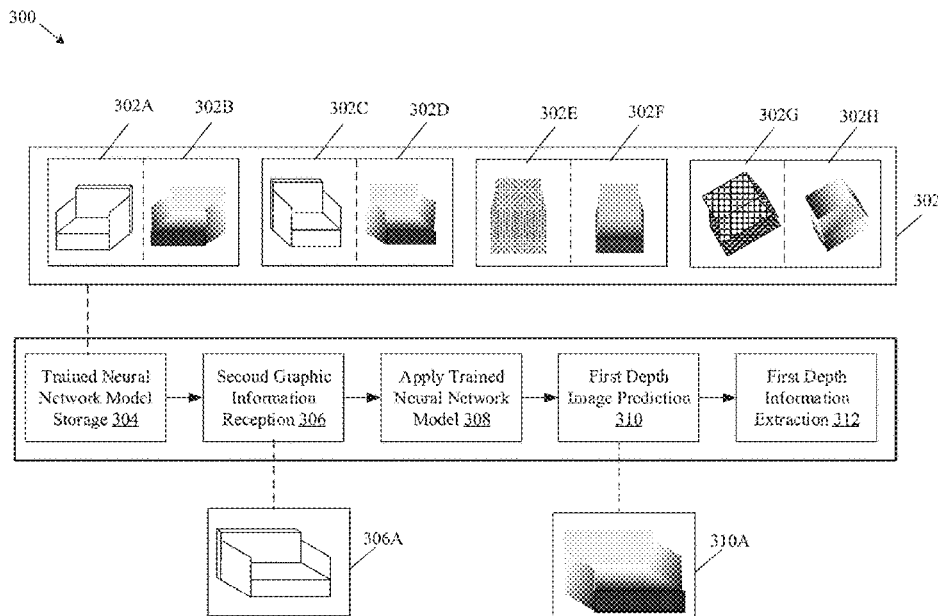 300
302A
302B
302C
302D
302E
302F
302G
302H
302
Trained Neural
Network Model
Storage 304
Second Graphic
Information
Reception 306
Apply Trained
Neural Network
Model 308
First Depth
Image Prediction
310
First Depth
Information
Extraction 312
306A
310A